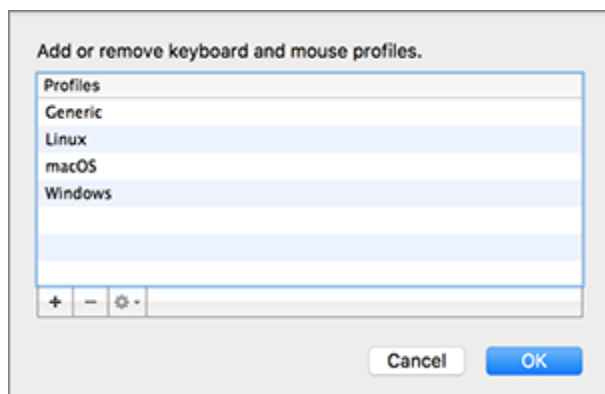 Add or remove keyboard and mouse profiles.
Profiles
Generic
Linux
macOS
Windows
Cancel
OK